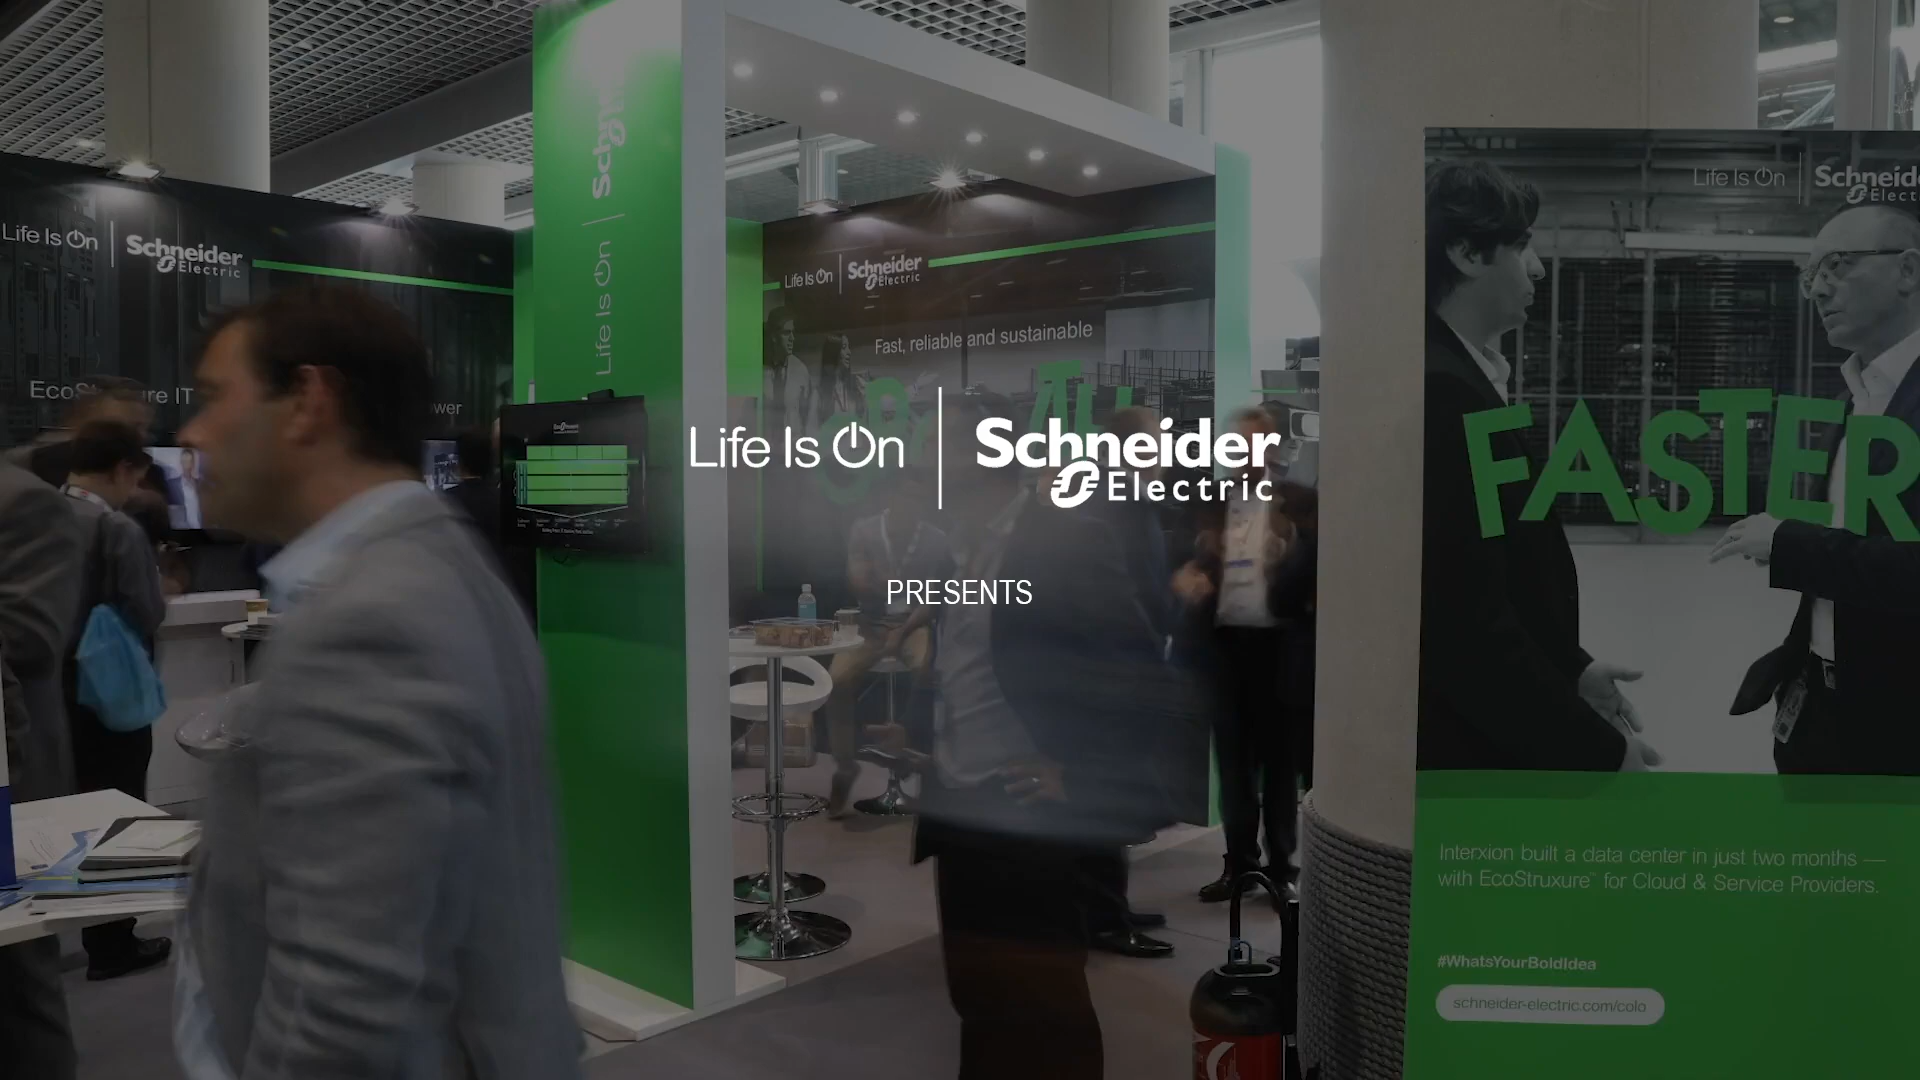 Life Is On | Schneider Electric
PRESENTS
Life Is On | Schneider Electric
Life Is On | Schneider Electric
Life Is On | Schneider Electric
Fast, reliable and sustainable
Life Is On
Schneider Electric
FASTER
Interxion built a data center in just two months —
with EcoStruxure™ for Cloud & Service Providers.
#WhatsYourBoldIdea
schneider-electric.com/colo